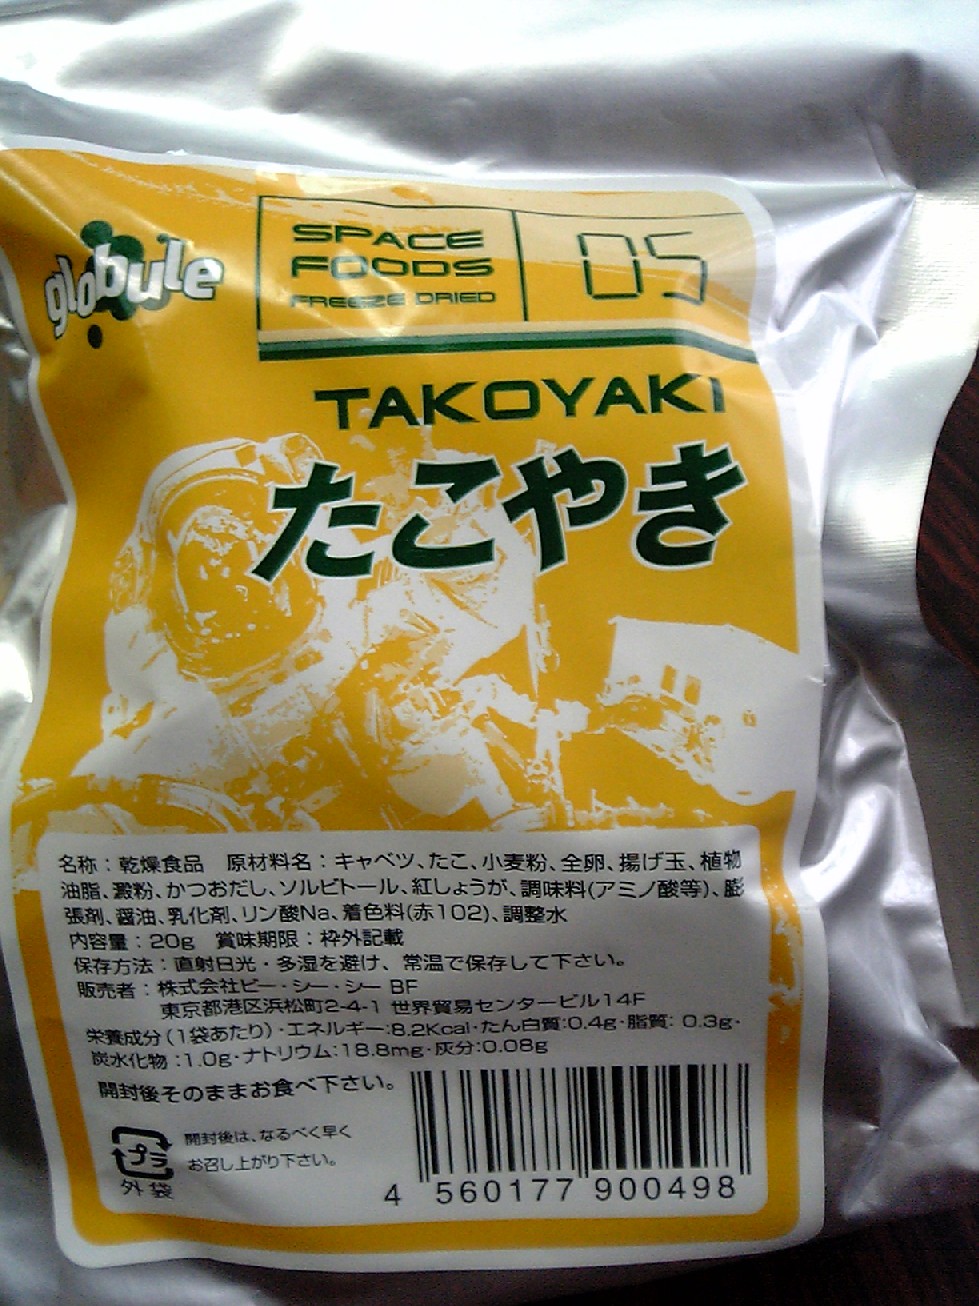 globule
SPACE
FOODS
FREEZE DRIED
05
TAKOYAKI
たこやき
名称：乾燥食品　原材料名：キャベツ、たこ、小麦粉、全卵、揚げ玉、植物
油脂、澱粉、かつおだし、ソルビトール、紅しょうが、調味料(アミノ酸等)、膨
張剤、醤油、乳化剤、リン酸Na、着色料(赤102)、調整水
内容量：20g　賞味期限：枠外記載
保存方法：直射日光・多湿を避け、常温で保存して下さい。
販売者：株式会社ビー・シー・シー BF
東京都港区浜松町2-4-1 世界貿易センタービル14F
栄養成分（1袋あたり）・エネルギー:8.2Kcal・たん白質:0.4g・脂質：0.3g・
炭水化物：1.0g・ナトリウム:18.8mg・灰分:0.08g
開封後そのままお食べ下さい。
プラ
外袋
開封後は、なるべく早く
お召し上がり下さい。
4 560177 900498